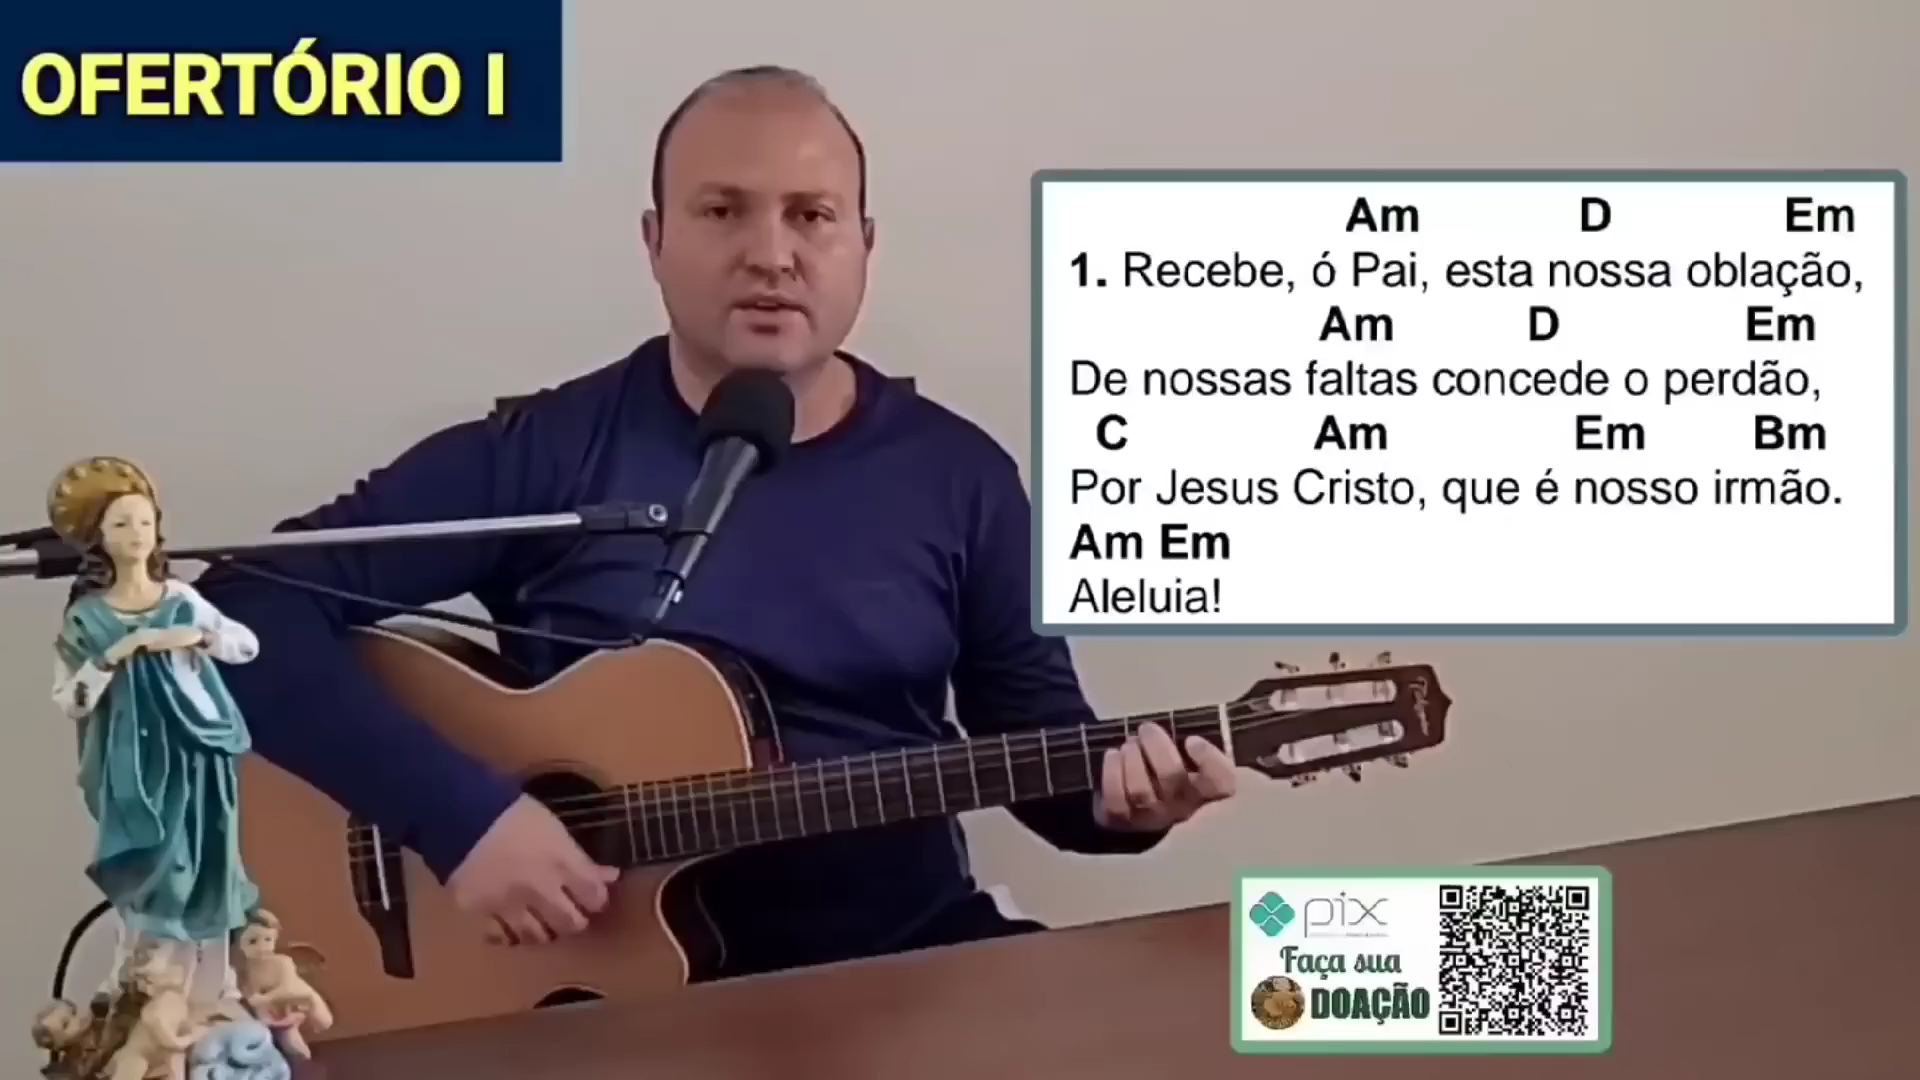 OFERTÓRIO I
Am D Em
1. Recebe, ó Pai, esta nossa oblação,
Am D Em
De nossas faltas concede o perdão,
C Am Em Bm
Por Jesus Cristo, que é nosso irmão.
Am Em
Aleluia!
pix
Faça sua
DOAÇÃO